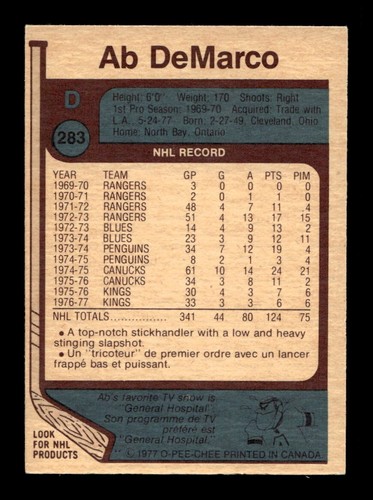 Ab DeMarco
D
283
Height: 6'0" Weight: 170 Shoots: Right
1st Pro Season: 1969-70 Acquired: Trade with
L.A. 5-24-77 Born: 2-27-49, Cleveland, Ohio
Home: North Bay, Ontario
NHL RECORD
YEAR TEAM GP G A PTS PIM
1969-70 RANGERS 3 0 0 0 0
1970-71 RANGERS 2 0 1 1 0
1971-72 RANGERS 48 4 7 11 4
1972-73 RANGERS 51 4 13 17 15
1972-73 BLUES 14 4 9 13 2
1973-74 BLUES 23 3 9 12 11
1973-74 PENGUINS 34 7 12 19 4
1974-75 PENGUINS 8 2 1 3 4
1974-75 CANUCKS 61 10 14 24 21
1975-76 CANUCKS 34 3 8 11 2
1975-76 KINGS 30 4 3 7 6
1976-77 KINGS 33 3 3 6 6
NHL TOTALS 341 44 80 124 75
• A top-notch stickhandler with a low and heavy
stinging slapshot.
• Un "tricoteur" de premier ordre avec un lancer
frappé bas et puissant.
Ab's favorite TV show is
"General Hospital".
Son programme de TV
préféré est
"General Hospital".
LOOK
FOR NHL
PRODUCTS
© 1977 O-PEE-CHEE PRINTED IN CANADA